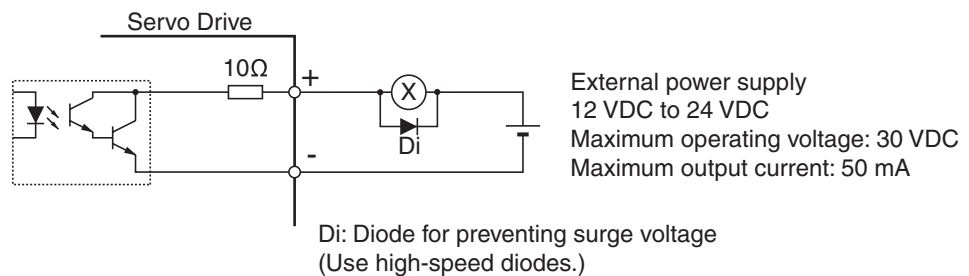 Servo Drive
10Ω
+
X
Di
-
External power supply
12 VDC to 24 VDC
Maximum operating voltage: 30 VDC
Maximum output current: 50 mA
Di: Diode for preventing surge voltage
(Use high-speed diodes.)